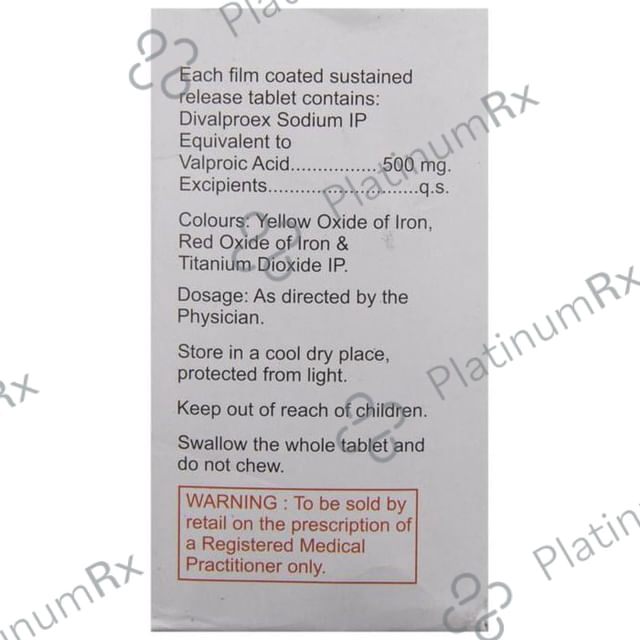 Each film coated sustained
release tablet contains:
Divalproex Sodium IP
Equivalent to
Valproic Acid................500 mg.
Excipients............................q.s.
Colours: Yellow Oxide of Iron,
Red Oxide of Iron &
Titanium Dioxide IP.
Dosage: As directed by the
Physician.
Store in a cool dry place,
protected from light.
Keep out of reach of children.
Swallow the whole tablet and
do not chew.
WARNING : To be sold by
retail on the prescription of
a Registered Medical
Practitioner only.
PlatinumRx
PlatinumRx
PlatinumRx
Rx
Platin
inumRx